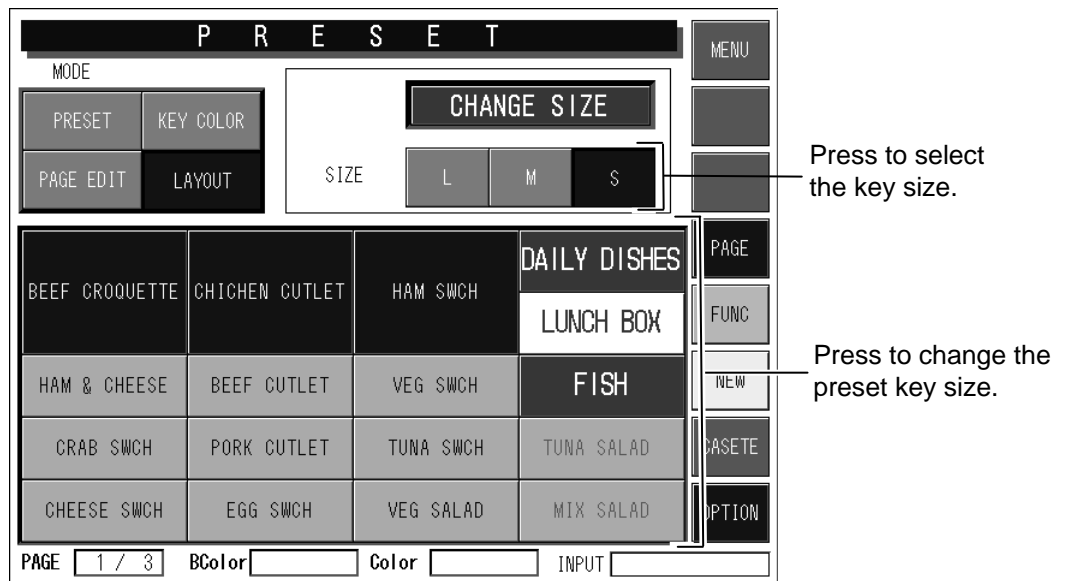 P R E S E T
MENU
MODE
PRESET KEY COLOR
CHANGE SIZE
PAGE EDIT LAYOUT
SIZE L M S
Press to select
the key size.
BEEF CROQUETTE CHICHEN CUTLET HAM SWCH DAILY DISHES
LUNCH BOX
PAGE
FUNC
HAM & CHEESE BEEF CUTLET VEG SWCH FISH
NEW
Press to change the
preset key size.
CRAB SWCH PORK CUTLET TUNA SWCH TUNA SALAD
CASETE
CHEESE SWCH EGG SWCH VEG SALAD MIX SALAD
OPTION
PAGE 1 / 3 BColor Color INPUT